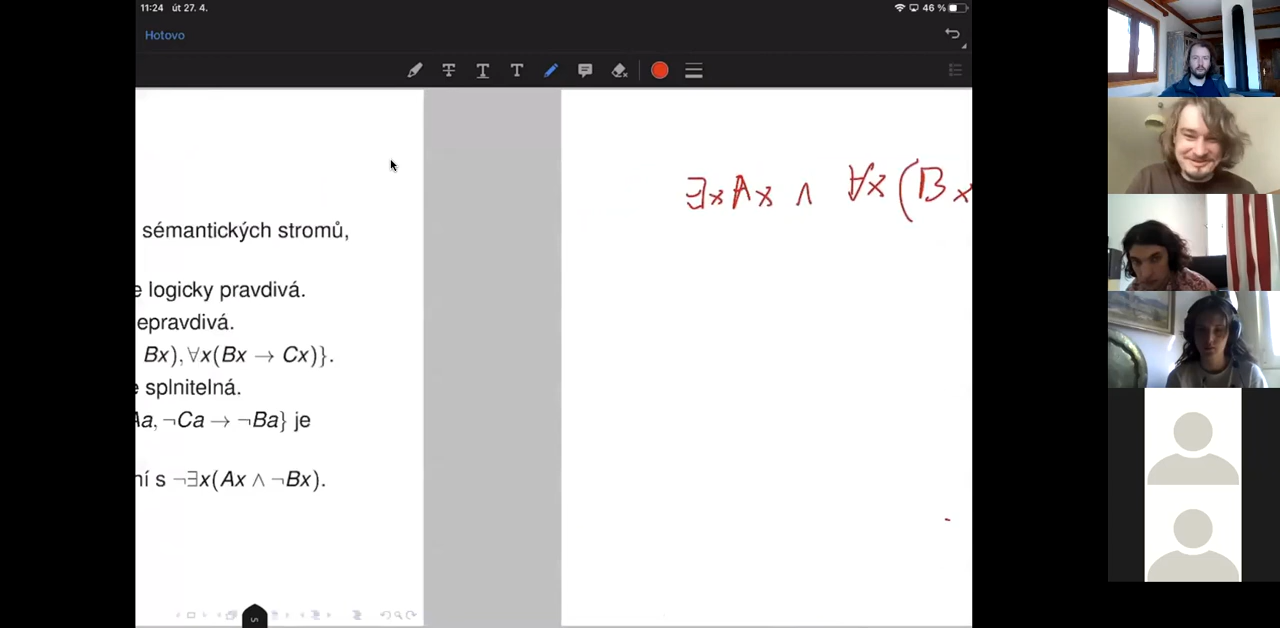 11:24 út 27. 4.
46 %
Hotovo
sémantických stromů,
e logicky pravdivá.
epravdivá.
Bx), ∀x(Bx → Cx)}.
e splnitelná.
Aa, ¬Ca → ¬Ba} je
ní s ¬∃x(Ax ∧ ¬Bx).
∃xAx ∧ ∀x(Bx
5